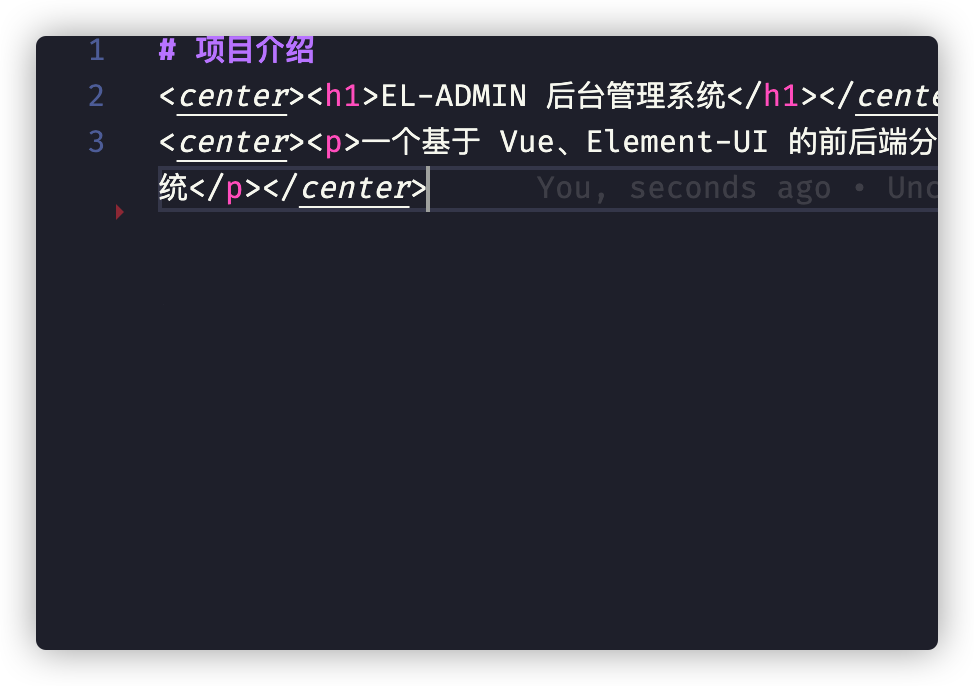 1 # 项目介绍
2 <center><h1>EL-ADMIN 后台管理系统</h1></cente
3 <center><p>一个基于 Vue、Element-UI 的前后端分
统</p></center> You, seconds ago • Unc